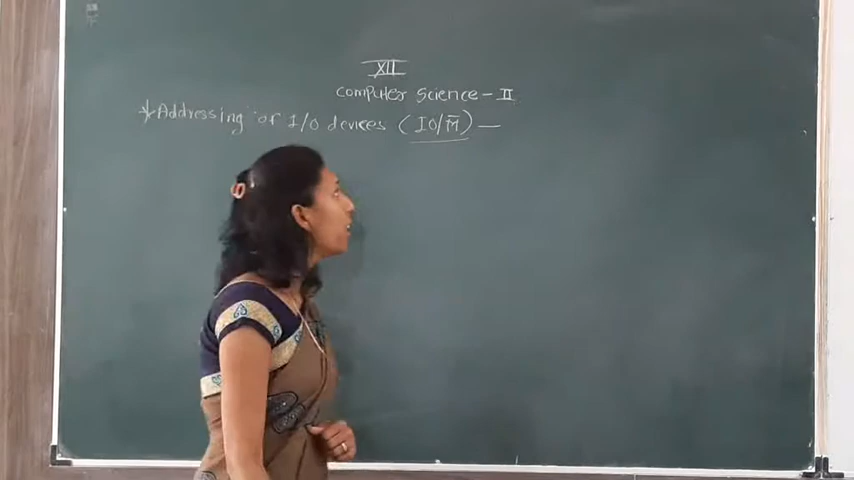 XII
Computer Science - II
* Addressing of I/O devices (IO/M̅) —